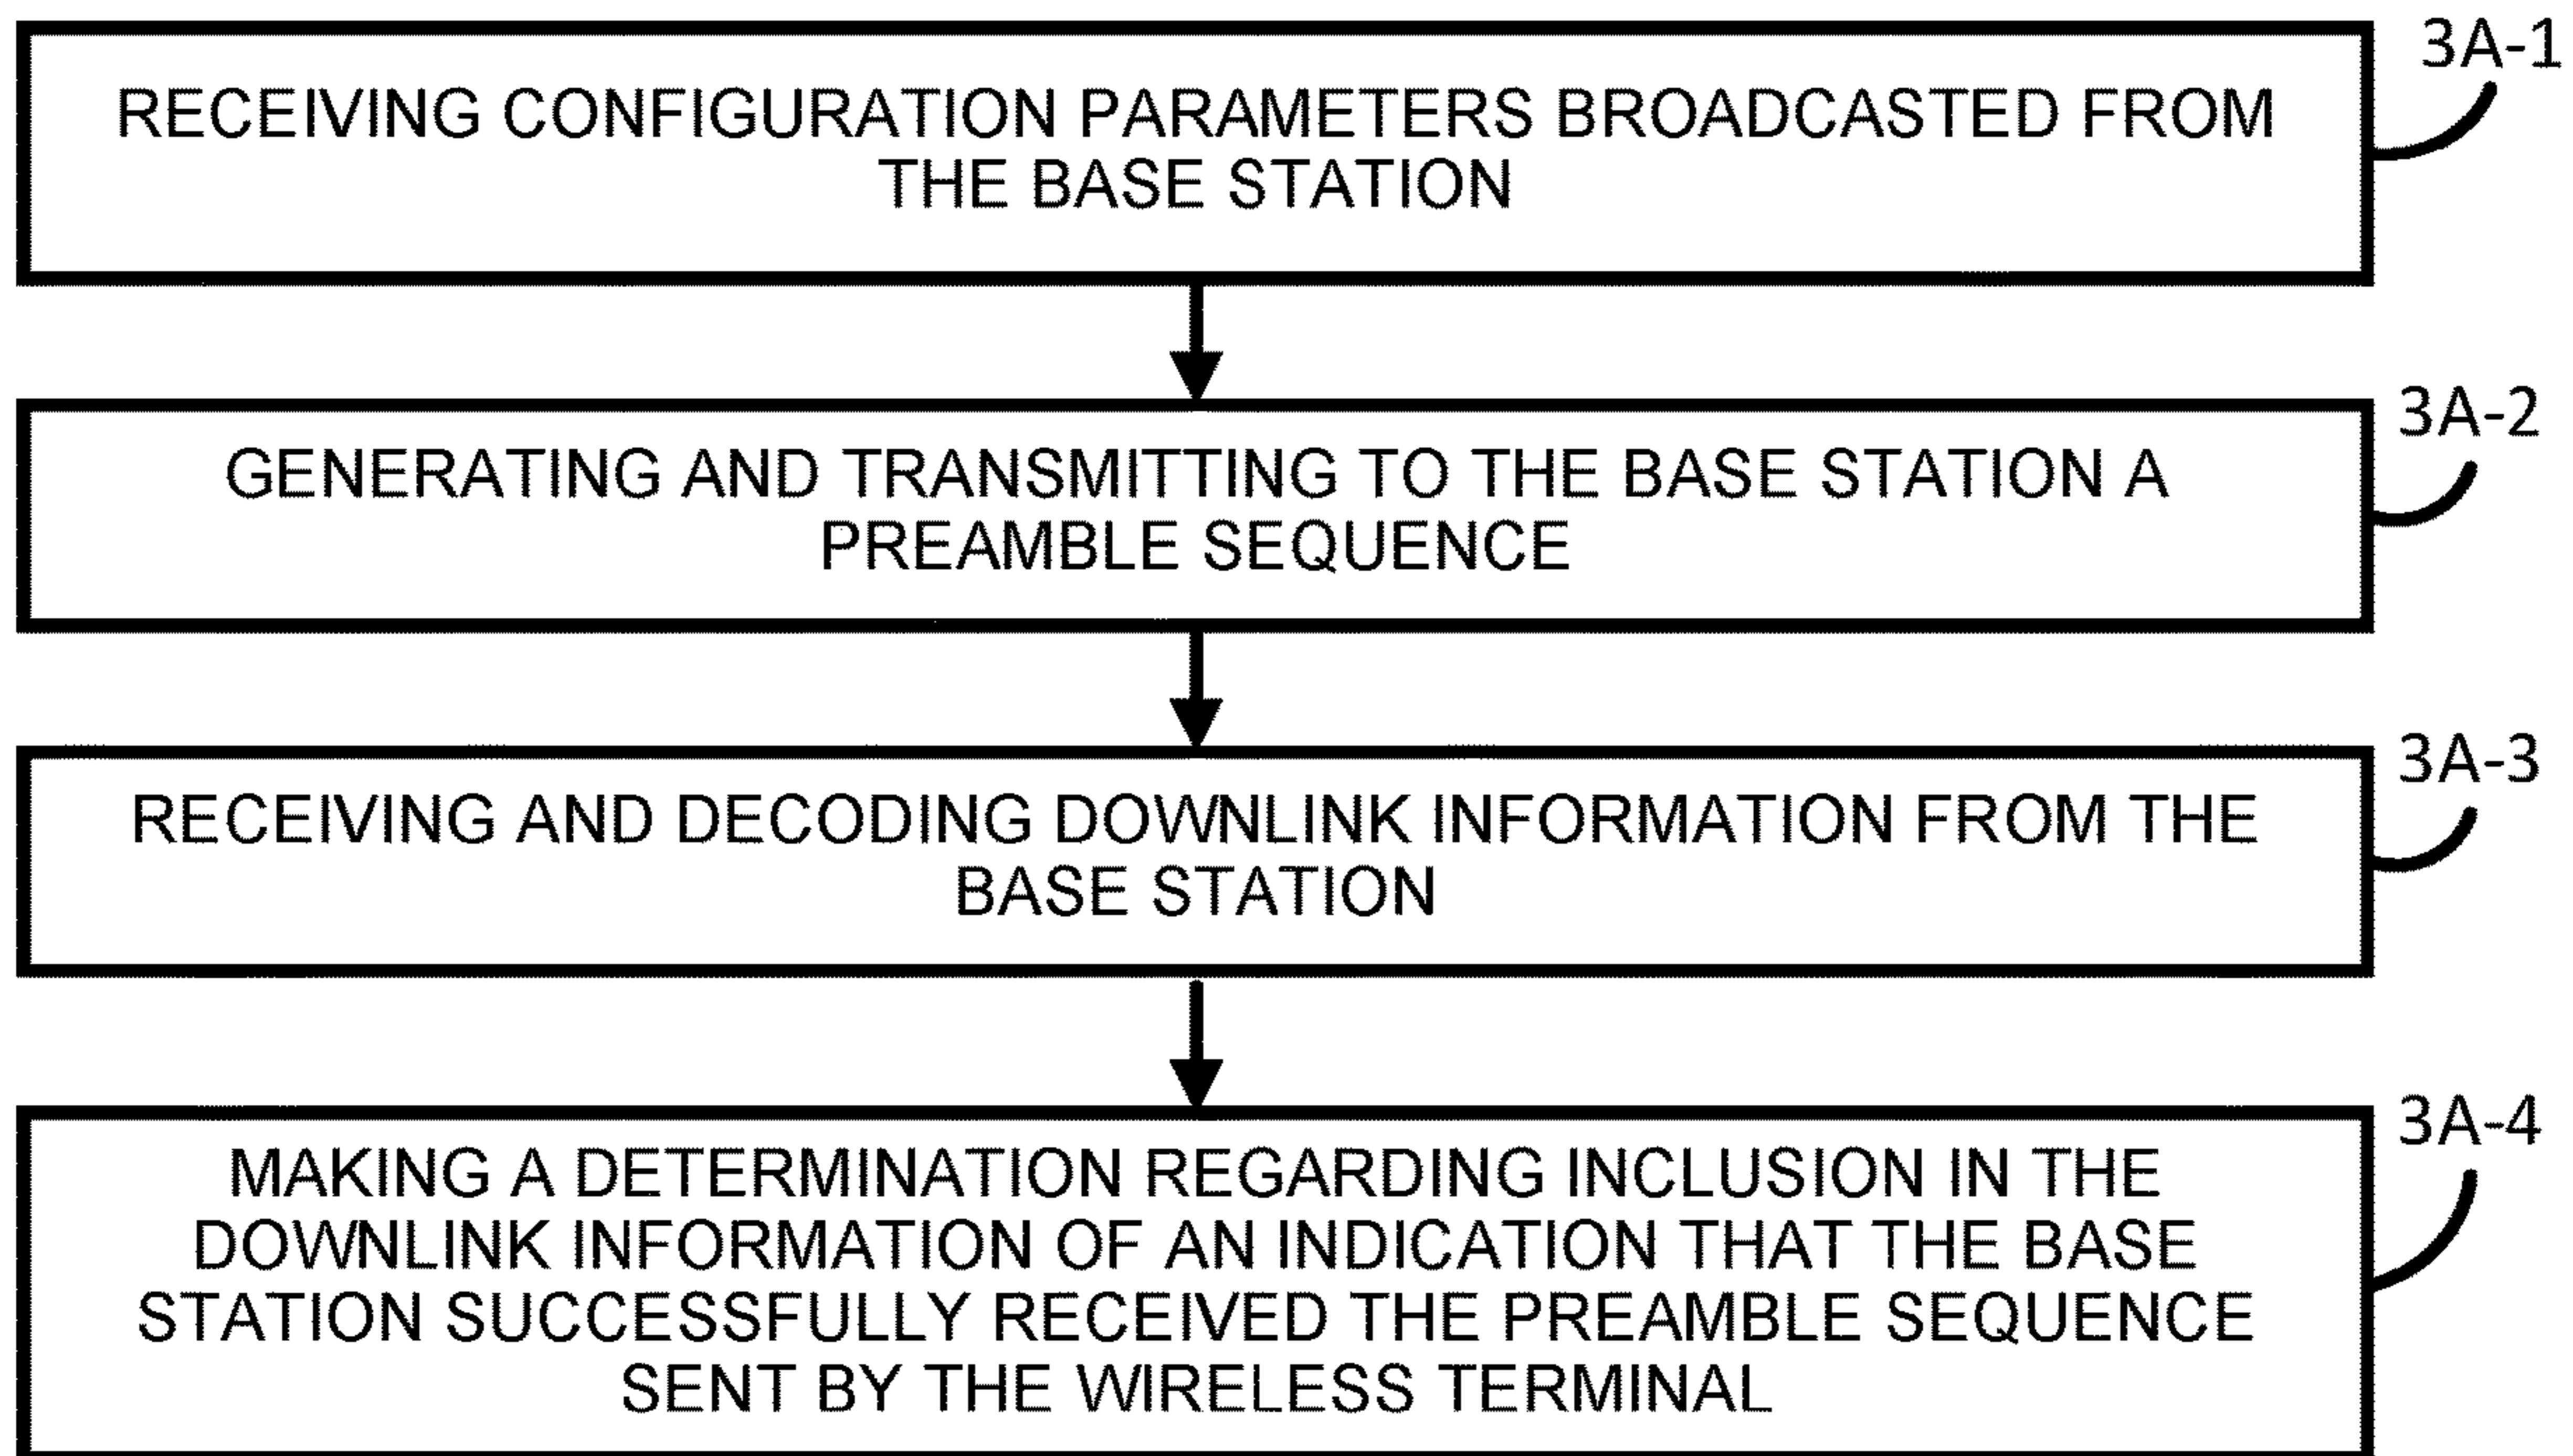 3A-1
RECEIVING CONFIGURATION PARAMETERS BROADCASTED FROM
THE BASE STATION
3A-2
GENERATING AND TRANSMITTING TO THE BASE STATION A
PREAMBLE SEQUENCE
3A-3
RECEIVING AND DECODING DOWNLINK INFORMATION FROM THE
BASE STATION
3A-4
MAKING A DETERMINATION REGARDING INCLUSION IN THE
DOWNLINK INFORMATION OF AN INDICATION THAT THE BASE
STATION SUCCESSFULLY RECEIVED THE PREAMBLE SEQUENCE
SENT BY THE WIRELESS TERMINAL